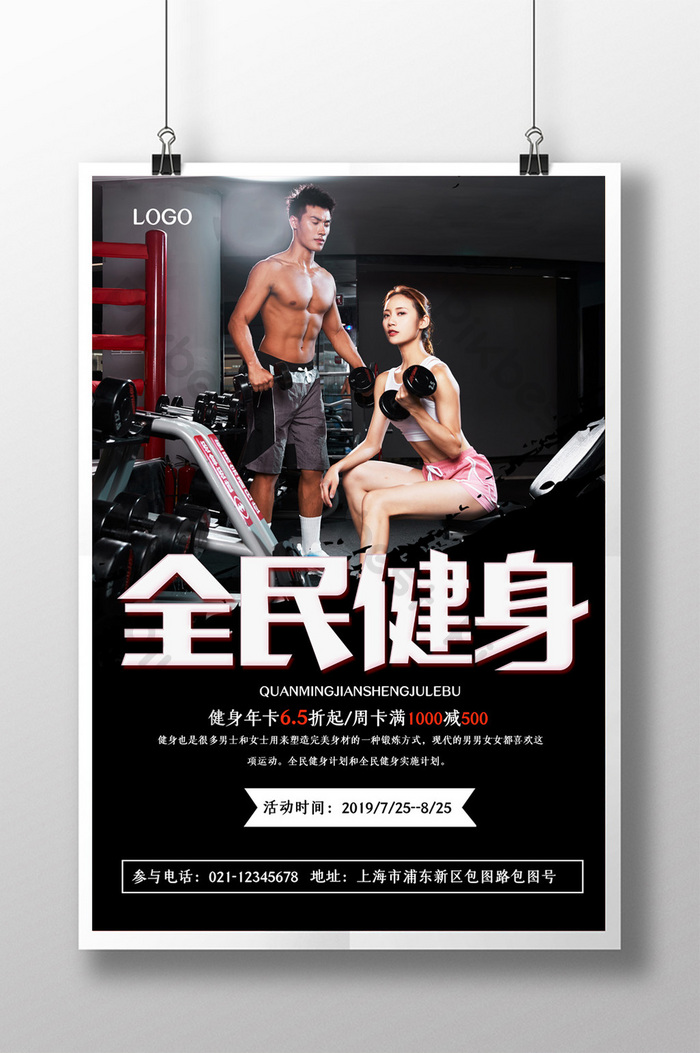 LOGO
全民健身
QUANMINGJIANSHENGJULEBU
健身年卡6.5折起/周卡满1000减500
健身也是很多男士和女士用来塑造完美身材的一种锻炼方式，现代的男男女女都喜欢这
项运动。全民健身计划和全民健身实施计划。
活动时间：2019/7/25--8/25
参与电话：021-12345678 地址：上海市浦东新区包图路包图号